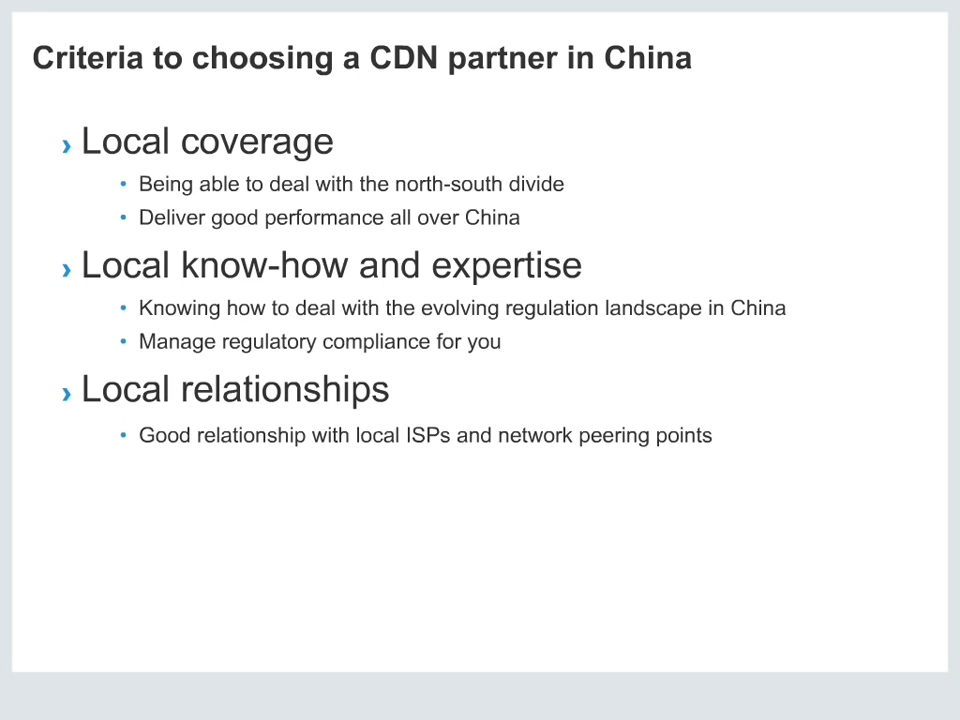 Criteria to choosing a CDN partner in China
› Local coverage
• Being able to deal with the north-south divide
• Deliver good performance all over China
› Local know-how and expertise
• Knowing how to deal with the evolving regulation landscape in China
• Manage regulatory compliance for you
› Local relationships
• Good relationship with local ISPs and network peering points